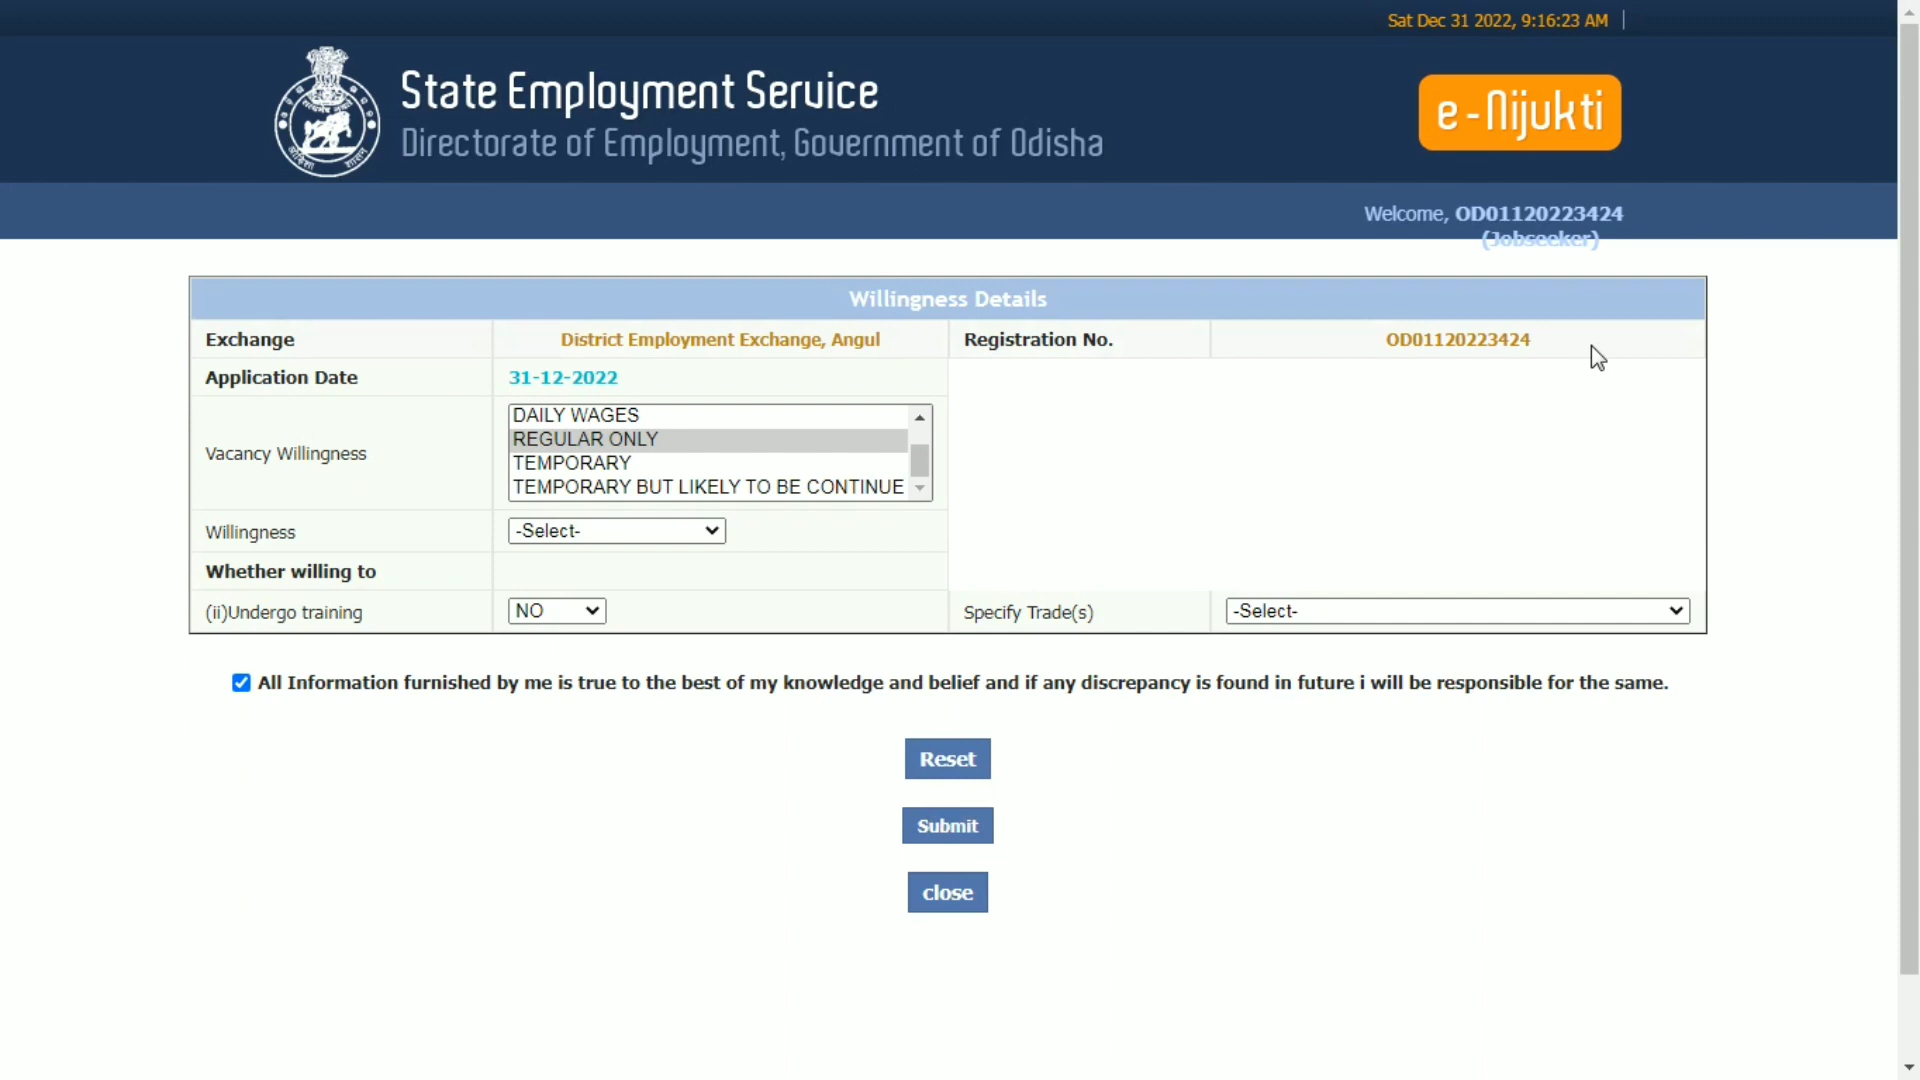 Sat Dec 31 2022, 9:16:23 AM
State Employment Service
Directorate of Employment, Government of Odisha
e-Nijukti
Welcome, OD01120223424
(Jobseeker)
Willingness Details
Exchange District Employment Exchange, Angul Registration No. OD01120223424
Application Date 31-12-2022
Vacancy Willingness
DAILY WAGES
REGULAR ONLY
TEMPORARY
TEMPORARY BUT LIKELY TO BE CONTINUE
Willingness -Select-
Whether willing to
(ii)Undergo training NO Specify Trade(s) -Select-
All Information furnished by me is true to the best of my knowledge and belief and if any discrepancy is found in future i will be responsible for the same.
Reset
Submit
close